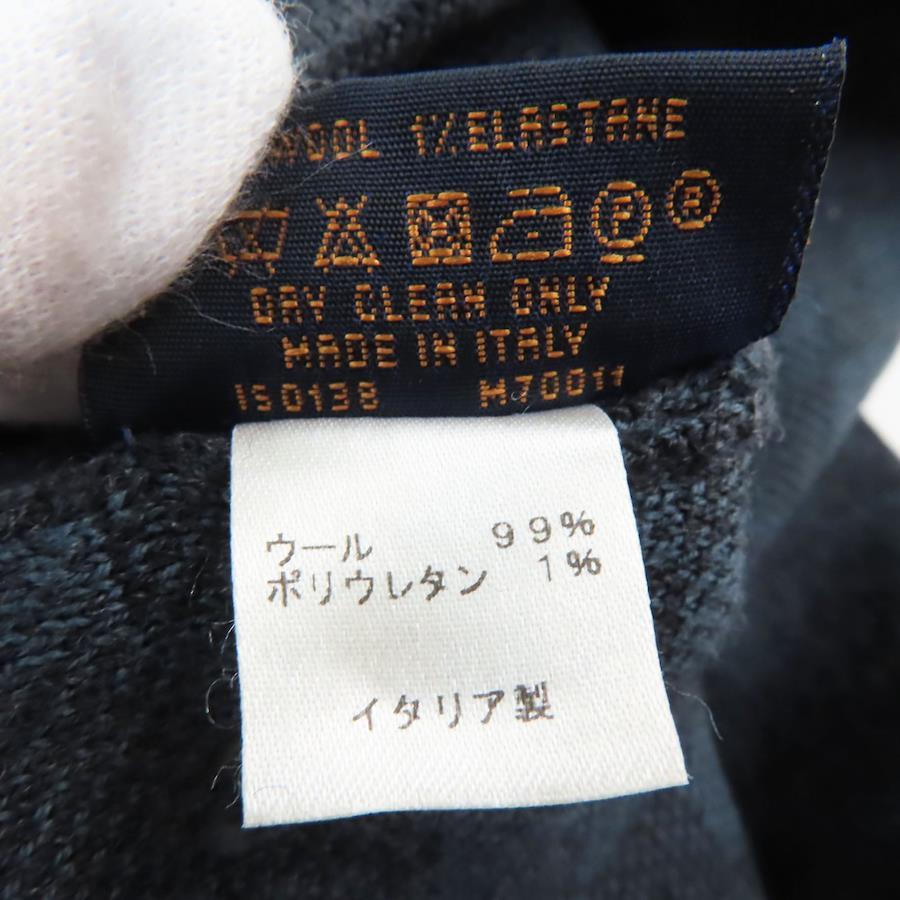 WOOL 1% ELASTANE
P ®
DRY CLEAN ONLY
MADE IN ITALY
IS0138 M70011
ウール 99%
ポリウレタン 1%
イタリア製